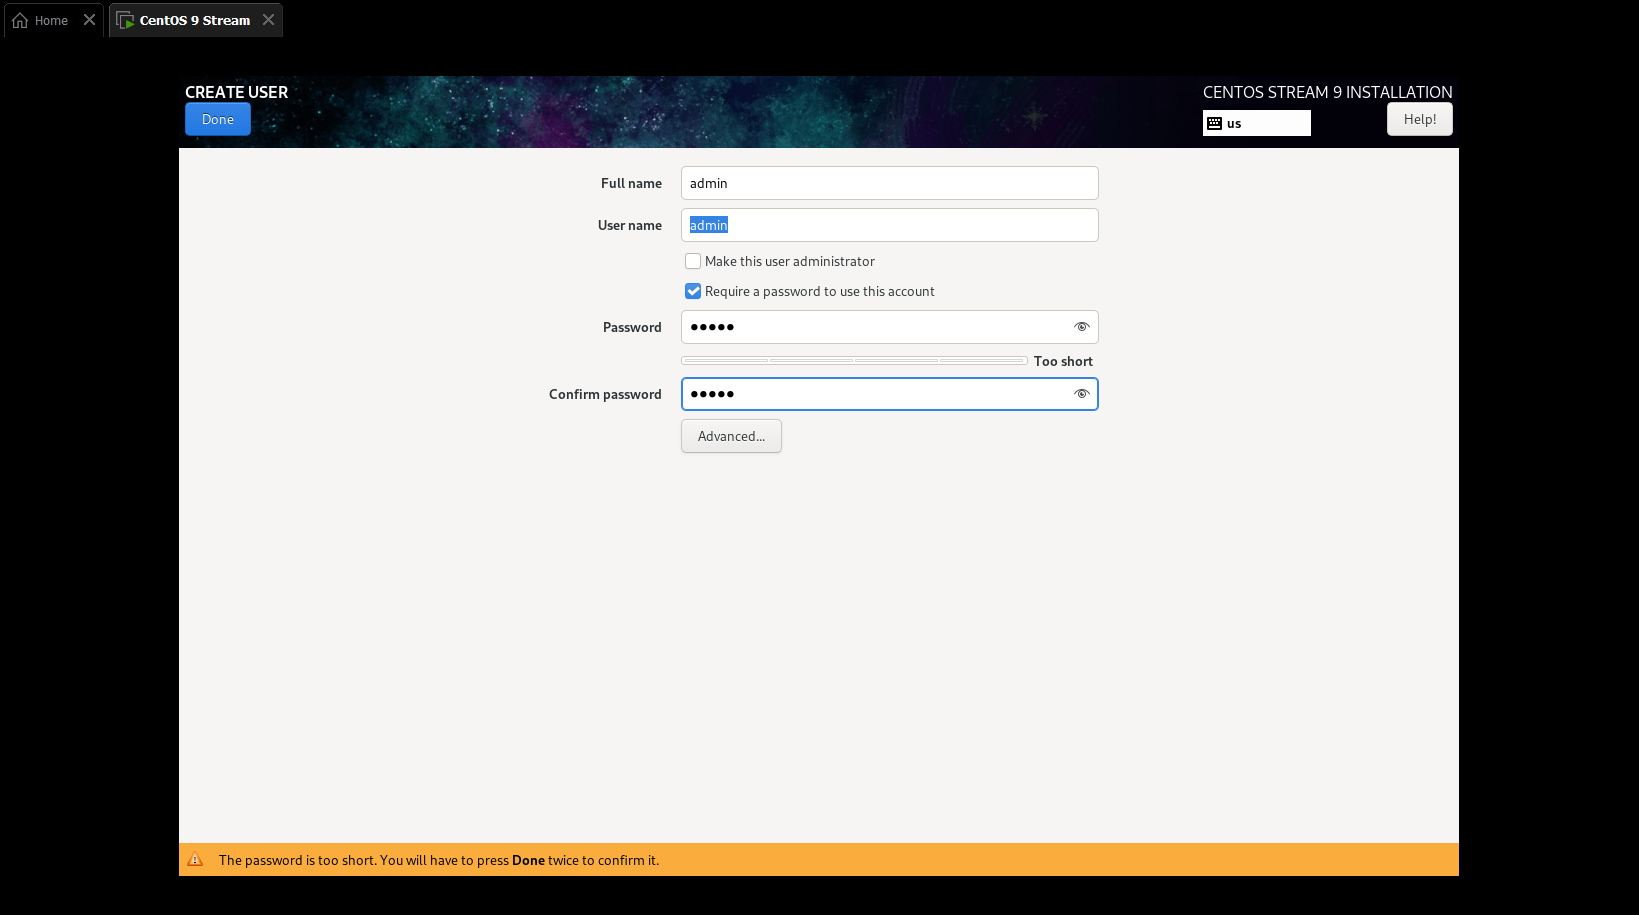 Home
CentOS 9 Stream
CREATE USER
CENTOS STREAM 9 INSTALLATION
Done
us
Help!
Full name
admin
User name
admin
Make this user administrator
Require a password to use this account
Password
●●●●●
Too short
Confirm password
●●●●●
Advanced...
The password is too short. You will have to press Done twice to confirm it.